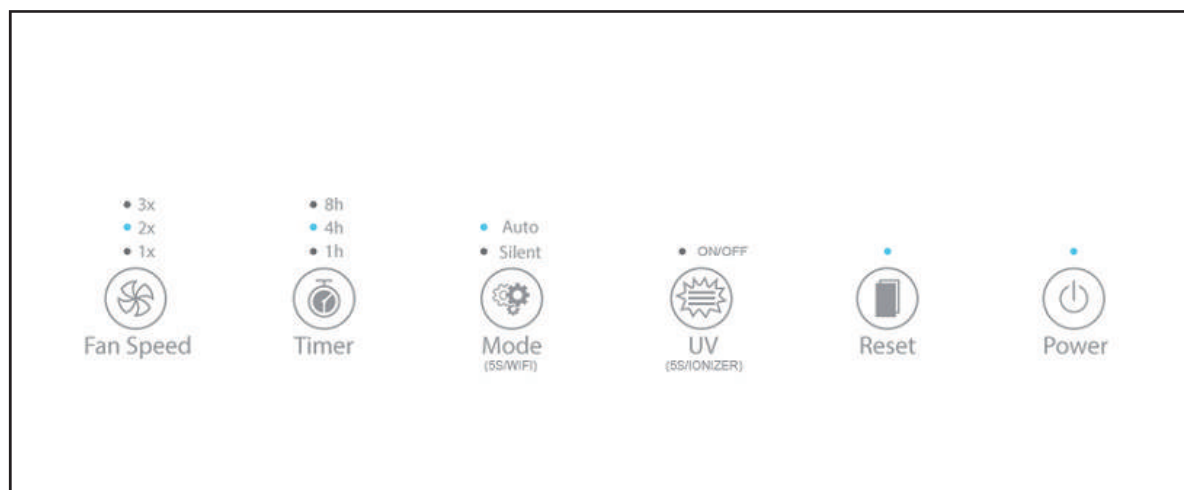 3x
2x
1x
Fan Speed
8h
4h
1h
Timer
Auto
Silent
Mode
(5S/WIFI)
ON/OFF
UV
(5S/IONIZER)
Reset
Power